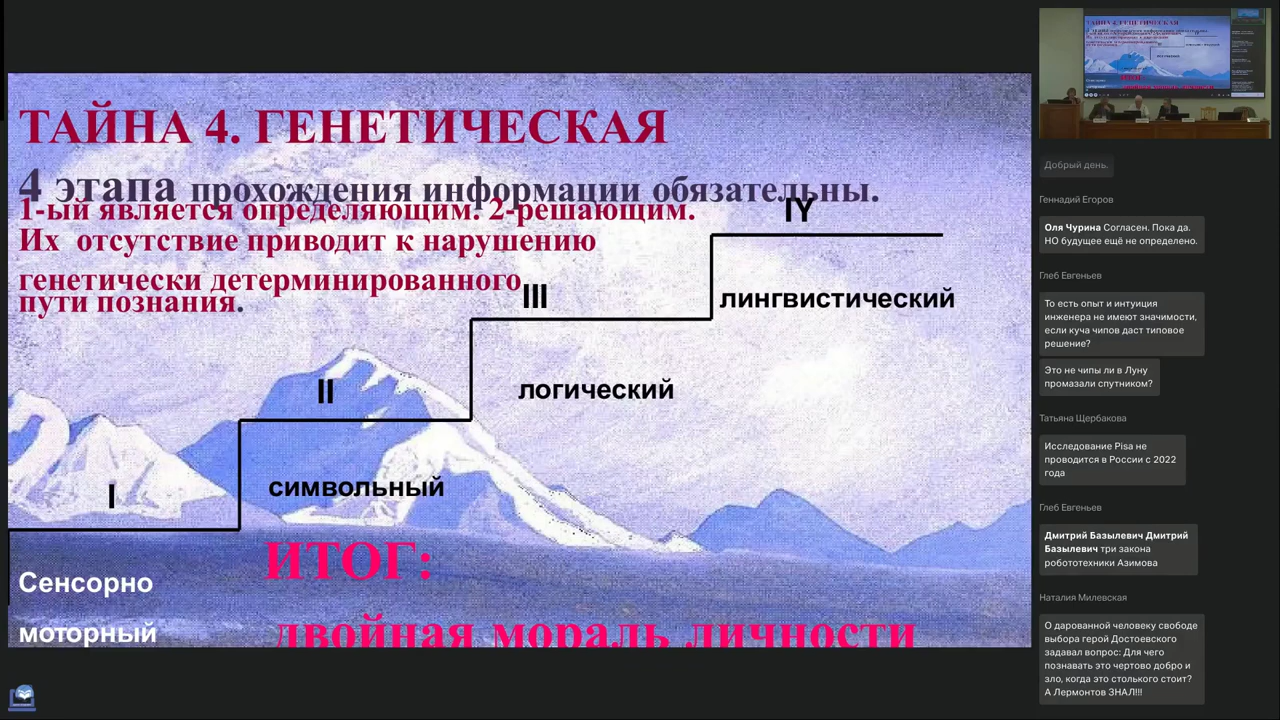 ТАЙНА 4. ГЕНЕТИЧЕСКАЯ
4 этапа прохождения информации обязательны.
1-ый является определяющим. 2-решающим.
Их отсутствие приводит к нарушению
генетически детерминированного
пути познания.
IY
III
лингвистический
II
логический
I
символьный
ИТОГ:
Сенсорно
моторный
двойная мораль личности
Добрый день.
Геннадий Егоров
Оля Чурина Согласен. Пока да.
НО будущее ещё не определено.
Глеб Евгеньев
То есть опыт и интуиция
инженера не имеют значимости,
если куча чипов даст типовое
решение?
Это не чипы ли в Луну
промазали спутником?
Татьяна Щербакова
Исследование Pisa не
проводится в России с 2022
года
Глеб Евгеньев
Дмитрий Базылевич Дмитрий
Базылевич три закона
робототехники Азимова
Наталия Милевская
О дарованной человеку свободе
выбора герой Достоевского
задавал вопрос: Для чего
познавать это чертово добро и
зло, когда это столького стоит?
А Лермонтов ЗНАЛ!!!